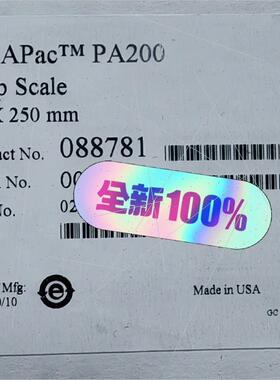 APac™ PA200
Scale
X 250 mm
uct No. 088781
No. 00
No. 02
全新100%
Mfg:
/10
e
Made in USA
GC